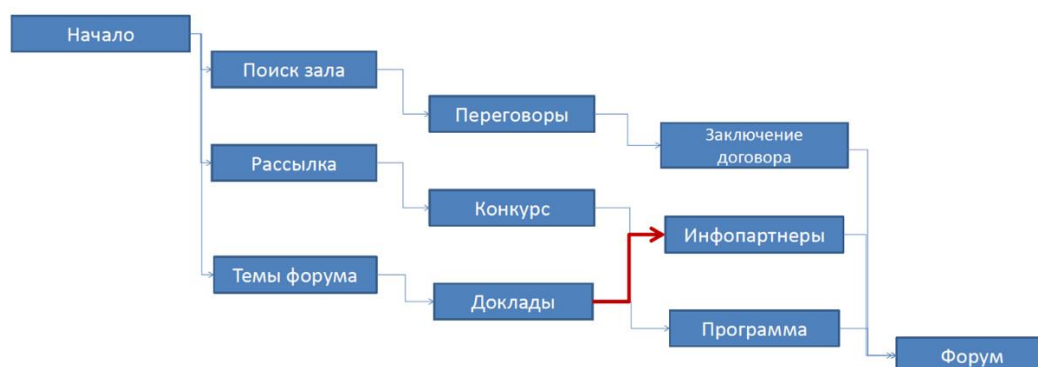 Начало
Поиск зала
Переговоры
Заключение
договора
Рассылка
Конкурс
Инфопартнеры
Темы форума
Доклады
Программа
Форум